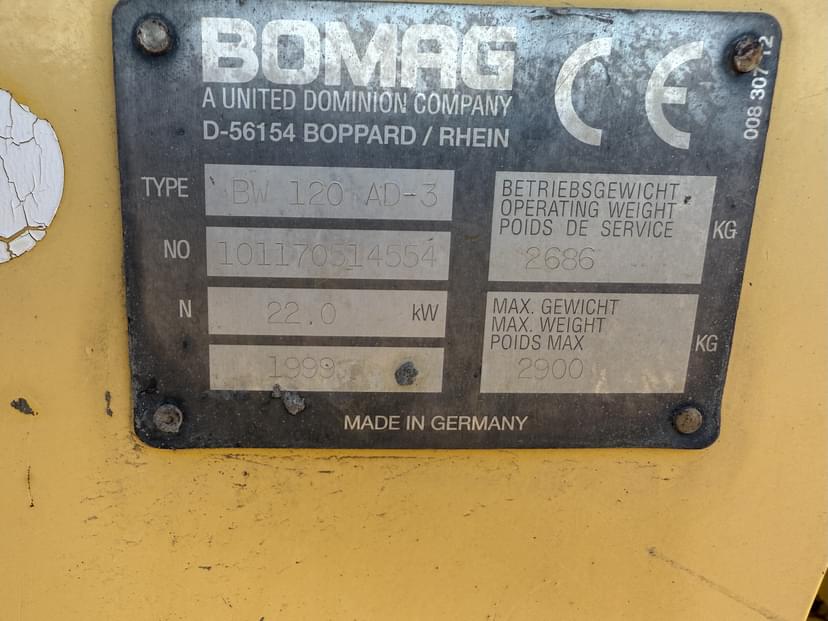 BOMAG
A UNITED DOMINION COMPANY
D-56154 BOPPARD / RHEIN
CE
008 307 12
TYPE BW 120 AD-3
NO 101170514554
N 22.0 kW
1999
BETRIEBSGEWICHT
OPERATING WEIGHT
POIDS DE SERVICE KG
2686
MAX. GEWICHT
MAX. WEIGHT
POIDS MAX KG
2900
MADE IN GERMANY